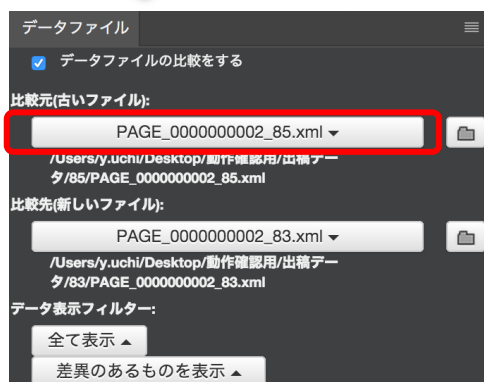 データファイル
データファイルの比較をする
比較元(古いファイル):
PAGE_0000000002_85.xml
/Users/y.uchi/Desktop/動作確認用/出稿デー
タ/85/PAGE_0000000002_85.xml
比較先(新しいファイル):
PAGE_0000000002_83.xml
/Users/y.uchi/Desktop/動作確認用/出稿デー
タ/83/PAGE_0000000002_83.xml
データ表示フィルター:
全て表示
差異のあるものを表示